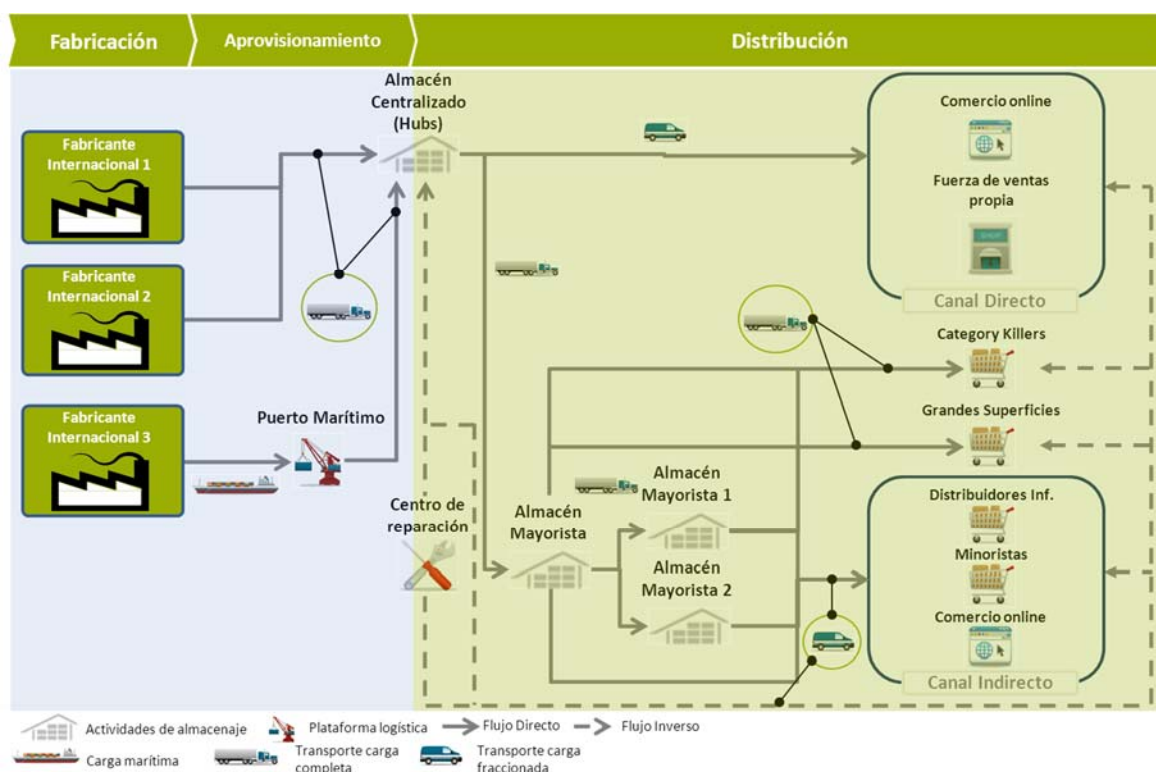 Fabricación
Aprovisionamiento
Distribución
Fabricante
Internacional 1
Fabricante
Internacional 2
Fabricante
Internacional 3
Puerto Marítimo
Almacén
Centralizado
(Hubs)
Centro de
reparación
Almacén
Mayorista
Almacén
Mayorista 1
Almacén
Mayorista 2
Comercio online
Fuerza de ventas
propia
SHOP
Canal Directo
Category Killers
Grandes Superficies
Distribuidores Inf.
Minoristas
Comercio online
Canal Indirecto
Actividades de almacenaje
Plataforma logística
Flujo Directo
Flujo Inverso
Carga marítima
Transporte carga
completa
Transporte carga
fraccionada